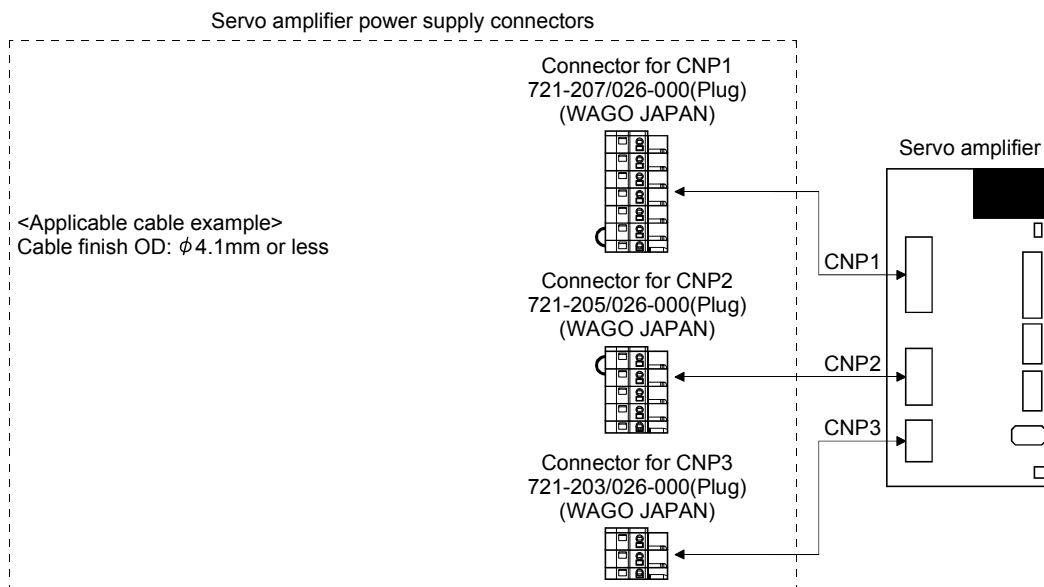 Servo amplifier power supply connectors
Connector for CNP1
721-207/026-000(Plug)
(WAGO JAPAN)
Servo amplifier
<Applicable cable example>
Cable finish OD: φ4.1mm or less
CNP1
Connector for CNP2
721-205/026-000(Plug)
(WAGO JAPAN)
CNP2
CNP3
Connector for CNP3
721-203/026-000(Plug)
(WAGO JAPAN)